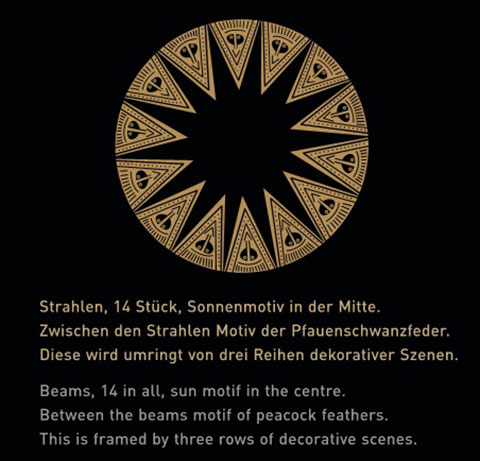 Strahlen, 14 Stück, Sonnenmotiv in der Mitte.
Zwischen den Strahlen Motiv der Pfauenschwanzfeder.
Diese wird umringt von drei Reihen dekorativer Szenen.
Beams, 14 in all, sun motif in the centre.
Between the beams motif of peacock feathers.
This is framed by three rows of decorative scenes.